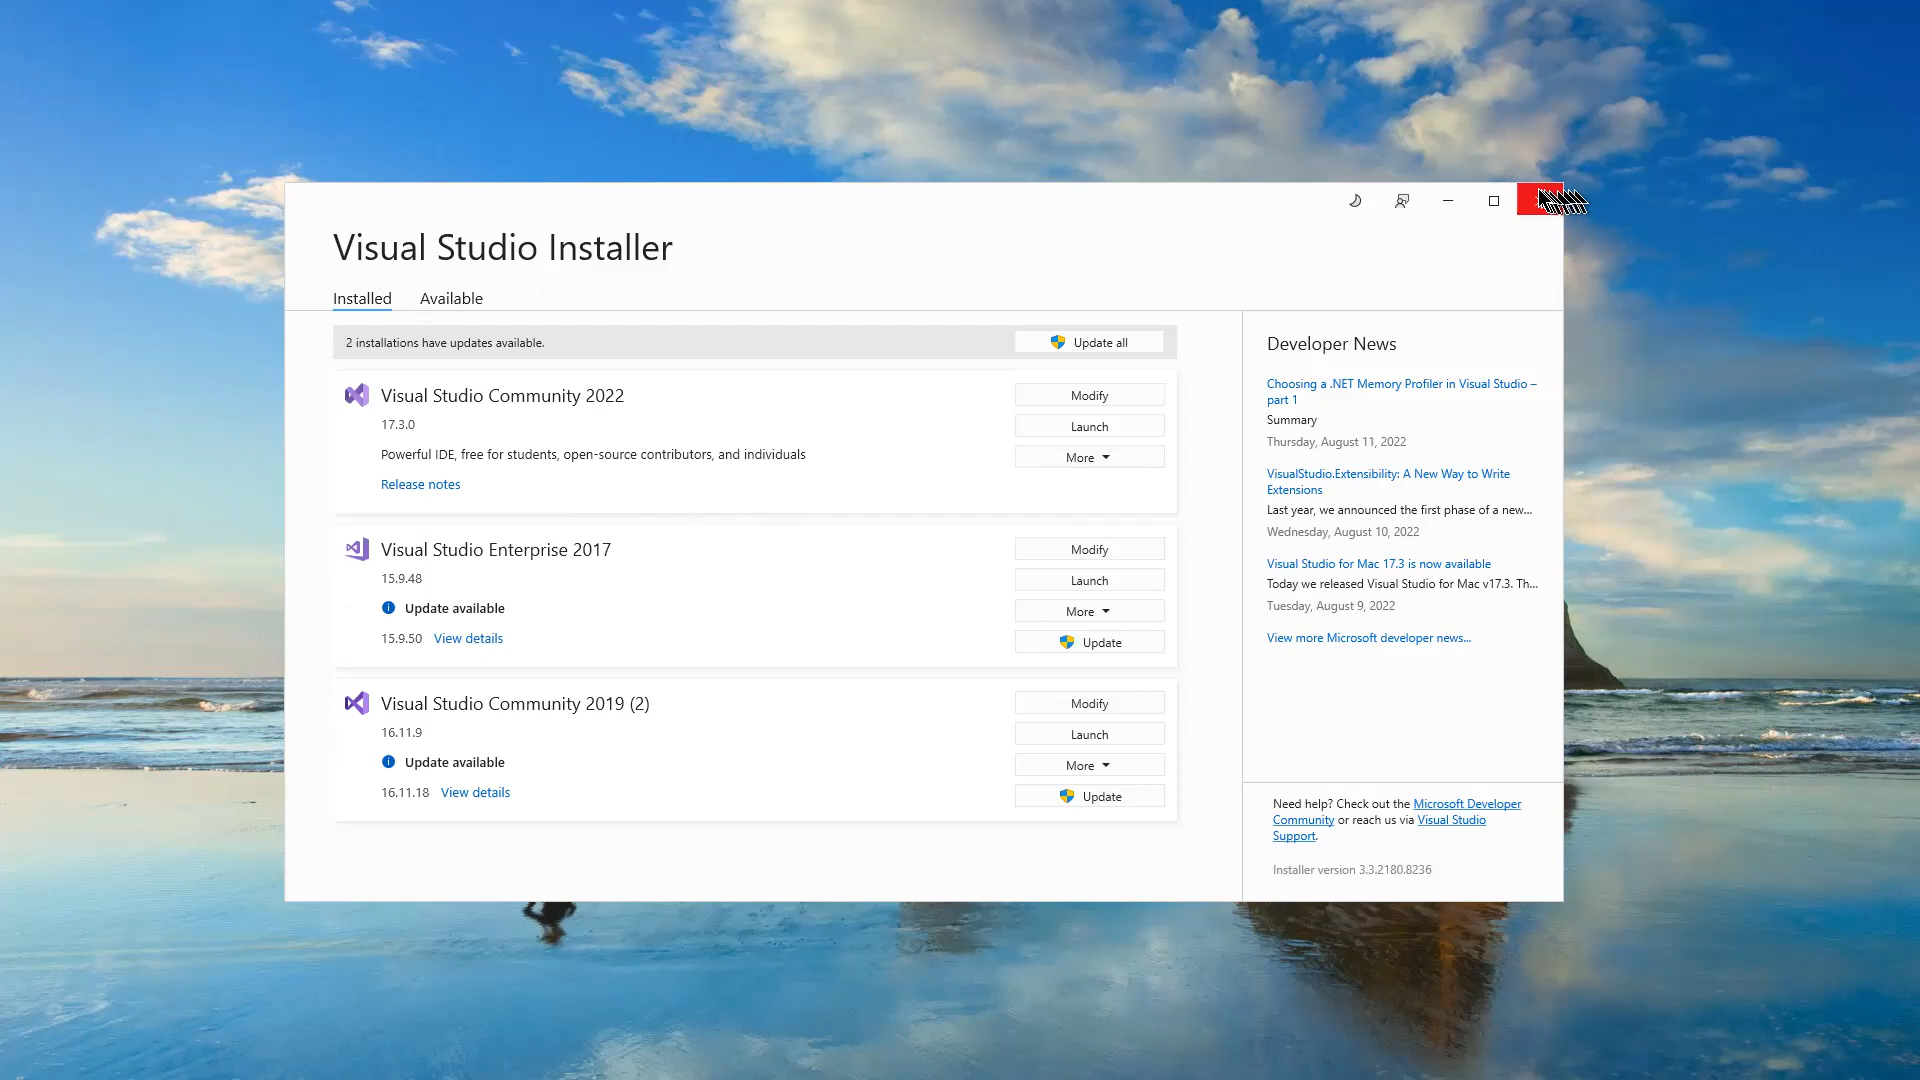 Visual Studio Installer
Installed Available
2 installations have updates available. Update all
Visual Studio Community 2022 Modify
17.3.0 Launch
Powerful IDE, free for students, open-source contributors, and individuals More
Release notes
Visual Studio Enterprise 2017 Modify
15.9.48 Launch
Update available More
15.9.50 View details Update
Visual Studio Community 2019 (2) Modify
16.11.9 Launch
Update available More
16.11.18 View details Update
Developer News
Choosing a .NET Memory Profiler in Visual Studio –
part 1
Summary
Thursday, August 11, 2022
VisualStudio.Extensibility: A New Way to Write
Extensions
Last year, we announced the first phase of a new...
Wednesday, August 10, 2022
Visual Studio for Mac 17.3 is now available
Today we released Visual Studio for Mac v17.3. Th...
Tuesday, August 9, 2022
View more Microsoft developer news...
Need help? Check out the Microsoft Developer
Community or reach us via Visual Studio
Support.
Installer version 3.3.2180.8236